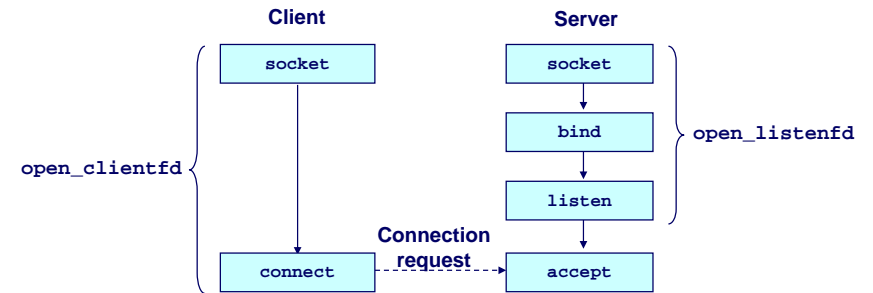 Client
Server
socket
socket
bind
open_clientfd
open_listenfd
listen
Connection
request
connect
accept